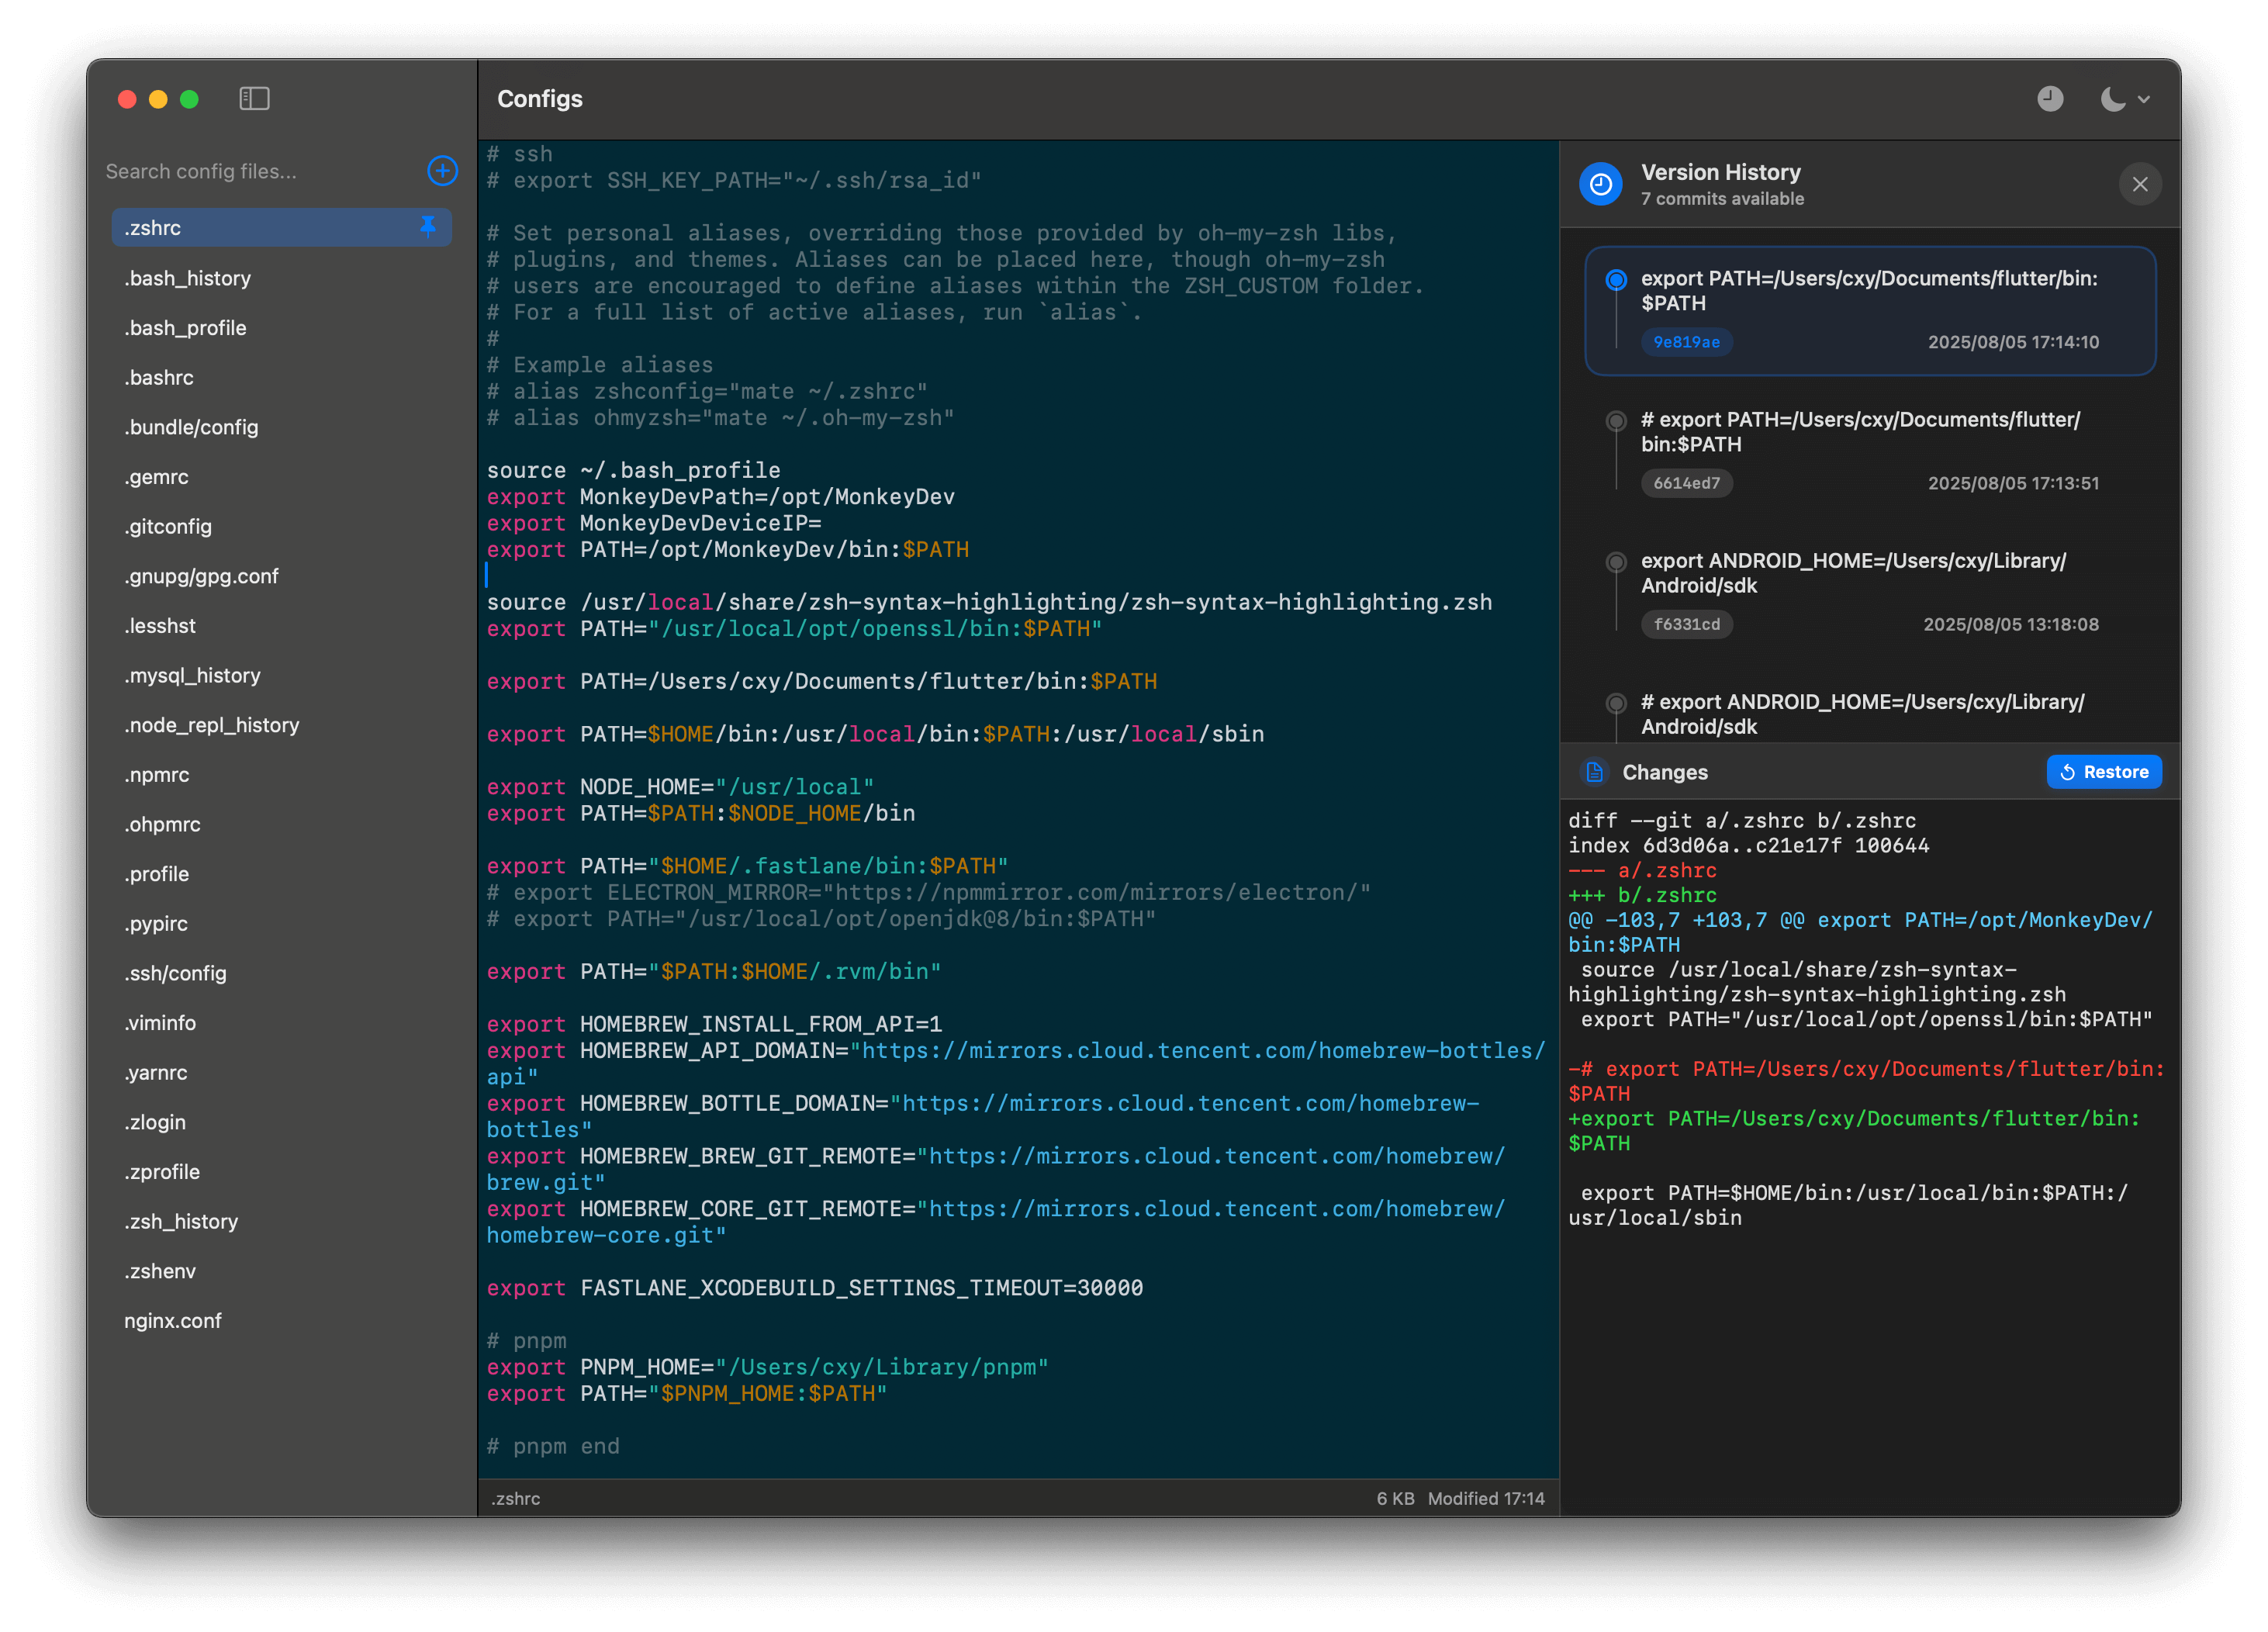 Configs
Search config files...
.zshrc
.bash_history
.bash_profile
.bashrc
.bundle/config
.gemrc
.gitconfig
.gnupg/gpg.conf
.lesshst
.mysql_history
.node_repl_history
.npmrc
.ohpmrc
.profile
.pypirc
.ssh/config
.viminfo
.yarnrc
.zlogin
.zprofile
.zsh_history
.zshenv
nginx.conf
# ssh
# export SSH_KEY_PATH="~/.ssh/rsa_id"
# Set personal aliases, overriding those provided by oh-my-zsh libs,
# plugins, and themes. Aliases can be placed here, though oh-my-zsh
# users are encouraged to define aliases within the ZSH_CUSTOM folder.
# For a full list of active aliases, run `alias`.
#
# Example aliases
# alias zshconfig="mate ~/.zshrc"
# alias ohmyzsh="mate ~/.oh-my-zsh"
source ~/.bash_profile
export MonkeyDevPath=/opt/MonkeyDev
export MonkeyDevDeviceIP=
export PATH=/opt/MonkeyDev/bin:$PATH
source /usr/local/share/zsh-syntax-highlighting/zsh-syntax-highlighting.zsh
export PATH="/usr/local/opt/openssl/bin:$PATH"
export PATH=/Users/cxy/Documents/flutter/bin:$PATH
export PATH=$HOME/bin:/usr/local/bin:$PATH:/usr/local/sbin
export NODE_HOME="/usr/local"
export PATH=$PATH:$NODE_HOME/bin
export PATH="$HOME/.fastlane/bin:$PATH"
# export ELECTRON_MIRROR="https://npmmirror.com/mirrors/electron/"
# export PATH="/usr/local/opt/openjdk@8/bin:$PATH"
export PATH="$PATH:$HOME/.rvm/bin"
export HOMEBREW_INSTALL_FROM_API=1
export HOMEBREW_API_DOMAIN="https://mirrors.cloud.tencent.com/homebrew-bottles/
api"
export HOMEBREW_BOTTLE_DOMAIN="https://mirrors.cloud.tencent.com/homebrew-
bottles"
export HOMEBREW_BREW_GIT_REMOTE="https://mirrors.cloud.tencent.com/homebrew/
brew.git"
export HOMEBREW_CORE_GIT_REMOTE="https://mirrors.cloud.tencent.com/homebrew/
homebrew-core.git"
export FASTLANE_XCODEBUILD_SETTINGS_TIMEOUT=30000
# pnpm
export PNPM_HOME="/Users/cxy/Library/pnpm"
export PATH="$PNPM_HOME:$PATH"
# pnpm end
.zshrc
6 KB Modified 17:14
Version History
7 commits available
export PATH=/Users/cxy/Documents/flutter/bin:
$PATH
9e819ae 2025/08/05 17:14:10
# export PATH=/Users/cxy/Documents/flutter/
bin:$PATH
6614ed7 2025/08/05 17:13:51
export ANDROID_HOME=/Users/cxy/Library/
Android/sdk
f6331cd 2025/08/05 13:18:08
# export ANDROID_HOME=/Users/cxy/Library/
Android/sdk
Changes
Restore
diff --git a/.zshrc b/.zshrc
index 6d3d06a..c21e17f 100644
--- a/.zshrc
+++ b/.zshrc
@@ -103,7 +103,7 @@ export PATH=/opt/MonkeyDev/
bin:$PATH
source /usr/local/share/zsh-syntax-
highlighting/zsh-syntax-highlighting.zsh
export PATH="/usr/local/opt/openssl/bin:$PATH"
-# export PATH=/Users/cxy/Documents/flutter/bin:
$PATH
+export PATH=/Users/cxy/Documents/flutter/bin:
$PATH
export PATH=$HOME/bin:/usr/local/bin:$PATH:/
usr/local/sbin